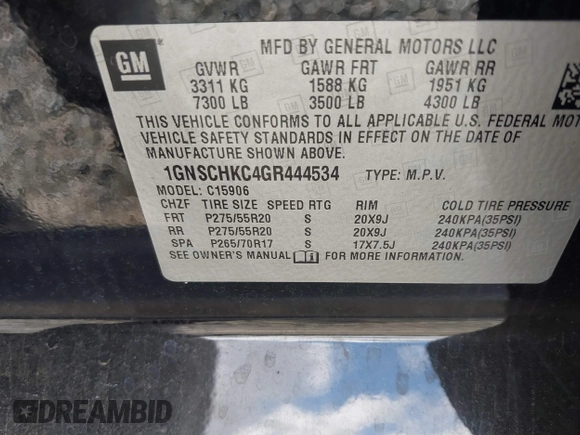 GM
MFD BY GENERAL MOTORS LLC
GVWR GAWR FRT GAWR RR
3311 KG 1588 KG 1951 KG
7300 LB 3500 LB 4300 LB
THIS VEHICLE CONFORMS TO ALL APPLICABLE U.S. FEDERAL MOTOR
VEHICLE SAFETY STANDARDS IN EFFECT ON THE DATE OF
MANUFACTURE SHOWN ABOVE.
1GNSCHKC4GR444534 TYPE: M.P.V.
MODEL: C15906
CHZF TIRE SIZE SPEED RTG RIM COLD TIRE PRESSURE
FRT P275/55R20 S 20X9J 240KPA(35PSI)
RR P275/55R20 S 20X9J 240KPA(35PSI)
SPA P265/70R17 S 17X7.5J 240KPA(35PSI)
SEE OWNER'S MANUAL FOR MORE INFORMATION
DREAMBID